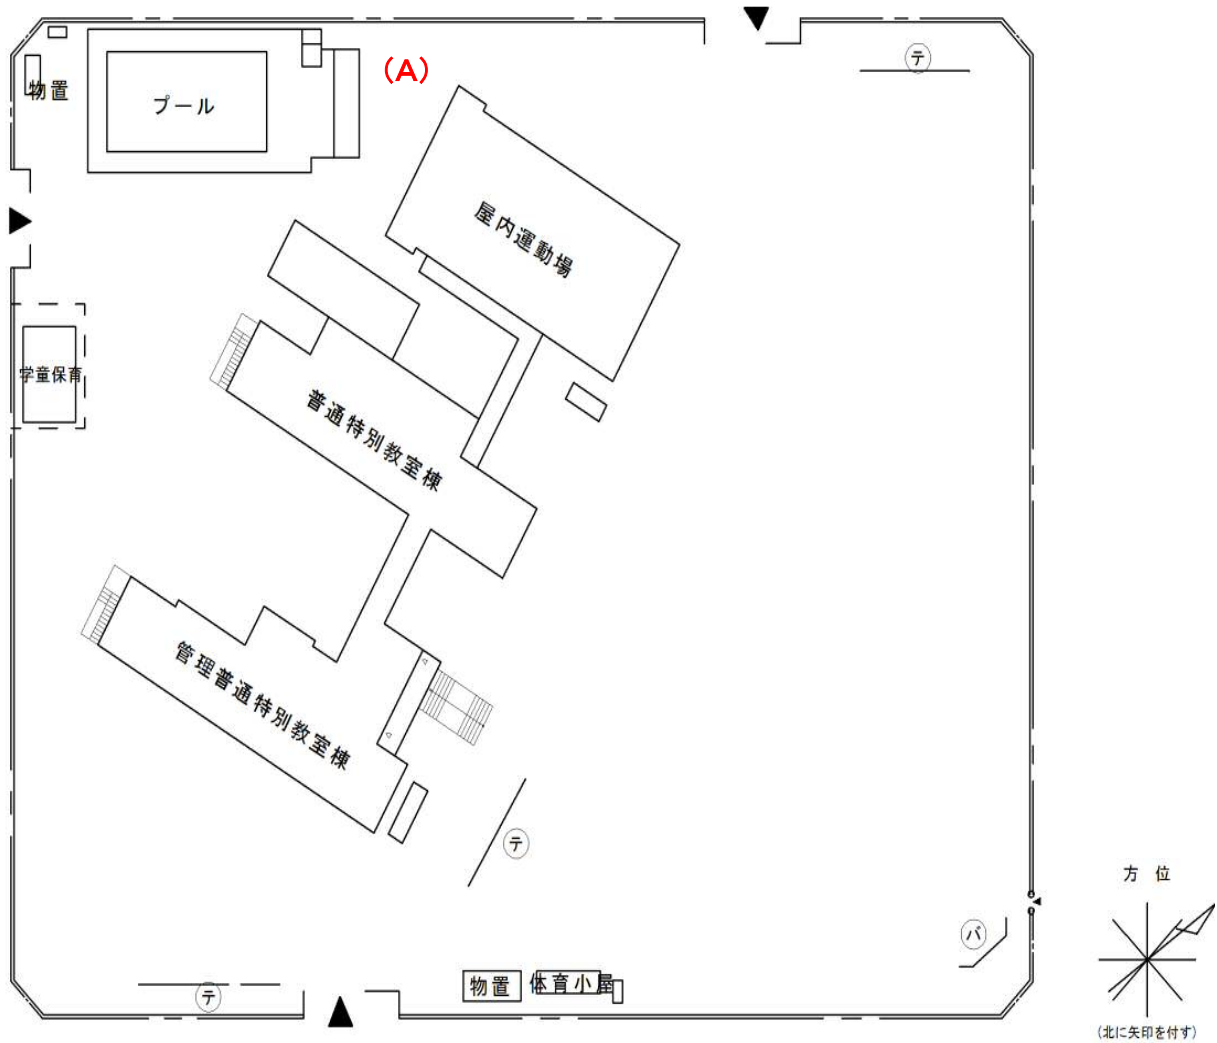 テ
(A)
物置
プール
屋内運動場
学童保育
普通特別教室棟
管理普通特別教室棟
テ
方 位
バ
物置
体育小屋
テ
(北に矢印を付す)